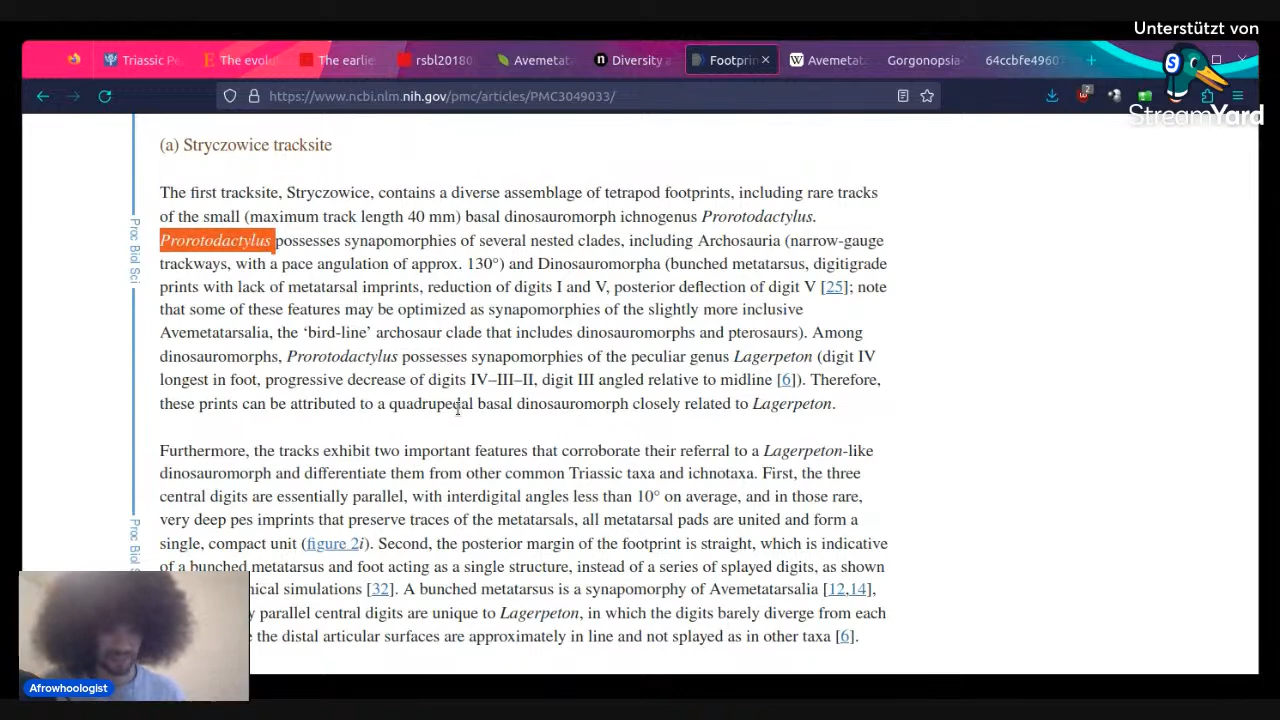 Unterstützt von
StreamYard
Triassic Pe
The evolu
The earlie
rsbl20180
Avemetat
Diversity a
Footprin
Avemetat
Gorgonopsia
64ccbfe4960
https://www.ncbi.nlm.nih.gov/pmc/articles/PMC3049033/
2
(a) Stryczowice tracksite
The first tracksite, Stryczowice, contains a diverse assemblage of tetrapod footprints, including rare tracks
of the small (maximum track length 40 mm) basal dinosauromorph ichnogenus Prorotodactylus.
Prorotodactylus possesses synapomorphies of several nested clades, including Archosauria (narrow-gauge
trackways, with a pace angulation of approx. 130°) and Dinosauromorpha (bunched metatarsus, digitigrade
prints with lack of metatarsal imprints, reduction of digits I and V, posterior deflection of digit V [25]; note
that some of these features may be optimized as synapomorphies of the slightly more inclusive
Avemetatarsalia, the ‘bird-line’ archosaur clade that includes dinosauromorphs and pterosaurs). Among
dinosauromorphs, Prorotodactylus possesses synapomorphies of the peculiar genus Lagerpeton (digit IV
longest in foot, progressive decrease of digits IV–III–II, digit III angled relative to midline [6]). Therefore,
these prints can be attributed to a quadrupedal basal dinosauromorph closely related to Lagerpeton.
Furthermore, the tracks exhibit two important features that corroborate their referral to a Lagerpeton-like
dinosauromorph and differentiate them from other common Triassic taxa and ichnotaxa. First, the three
central digits are essentially parallel, with interdigital angles less than 10° on average, and in those rare,
very deep pes imprints that preserve traces of the metatarsals, all metatarsal pads are united and form a
single, compact unit (figure 2i). Second, the posterior margin of the footprint is straight, which is indicative
of a bunched metatarsus and foot acting as a single structure, instead of a series of splayed digits, as shown
ical simulations [32]. A bunched metatarsus is a synapomorphy of Avemetatarsalia [12,14],
y parallel central digits are unique to Lagerpeton, in which the digits barely diverge from each
e the distal articular surfaces are approximately in line and not splayed as in other taxa [6].
Proc Biol Sci
Proc Biol S
Afrowhoologist